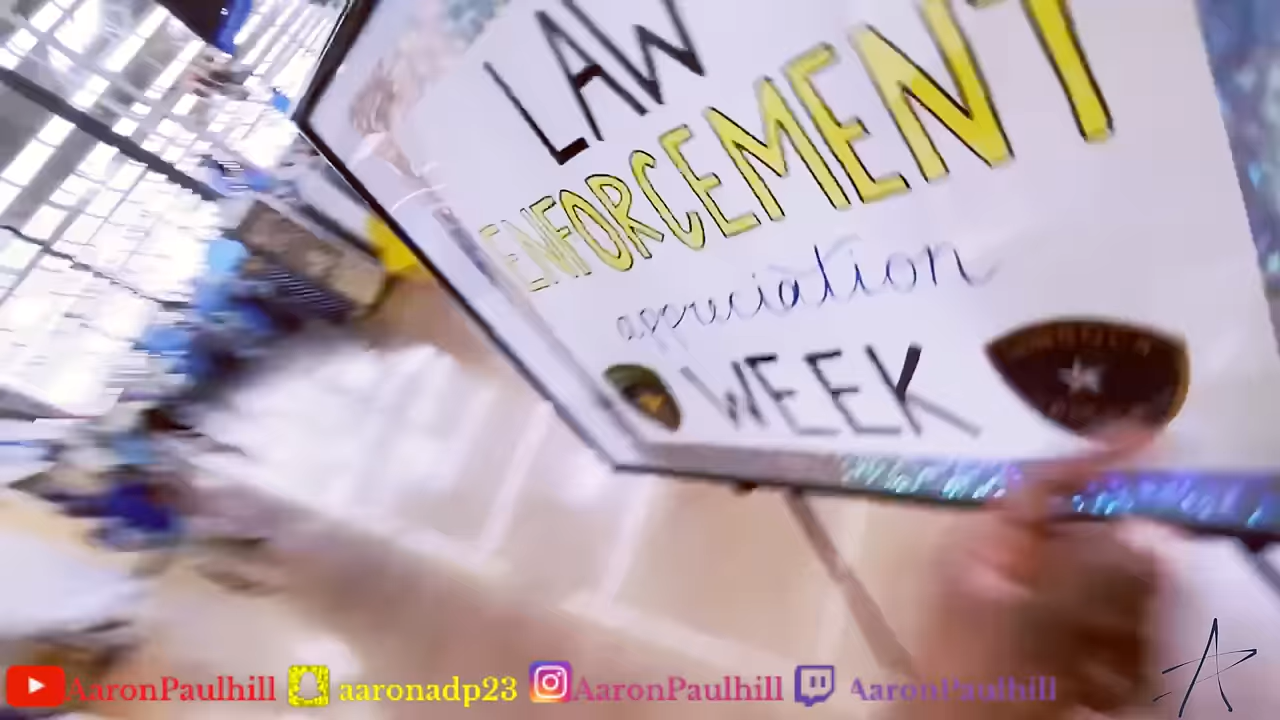 LAW
ENFORCEMENT
appreciation
WEEK
AaronPaulhill
aaronadp23
AaronPaulhill
AaronPaulhill